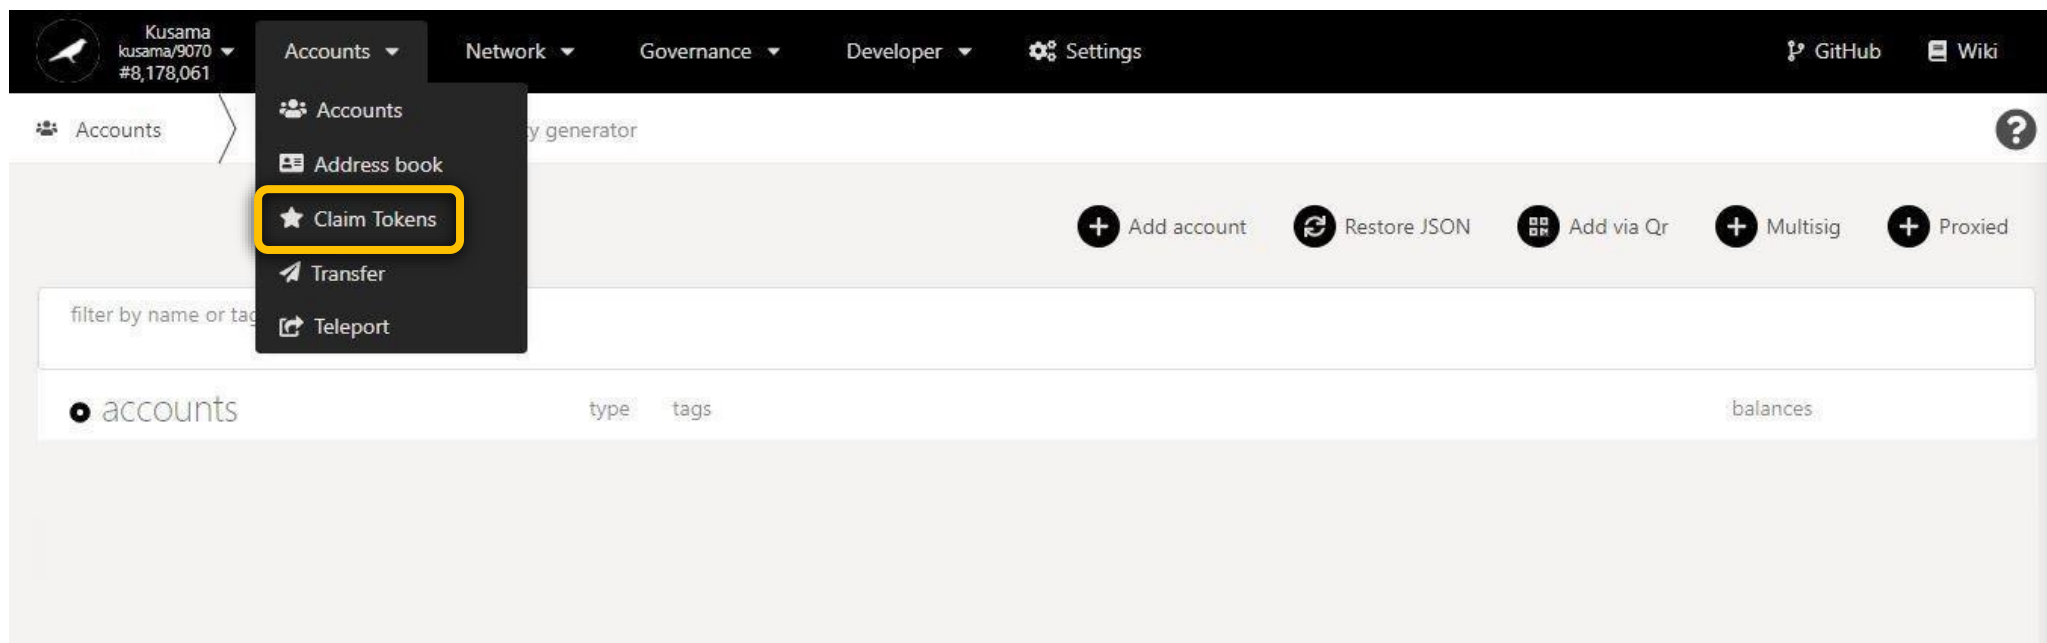 Kusama
kusama/9070
#8,178,061
Accounts
Network
Governance
Developer
Settings
GitHub
Wiki
Accounts
generator
Accounts
Address book
Claim Tokens
Transfer
Teleport
Add account
Restore JSON
Add via Qr
Multisig
Proxied
filter by name or tag
accounts
type
tags
balances